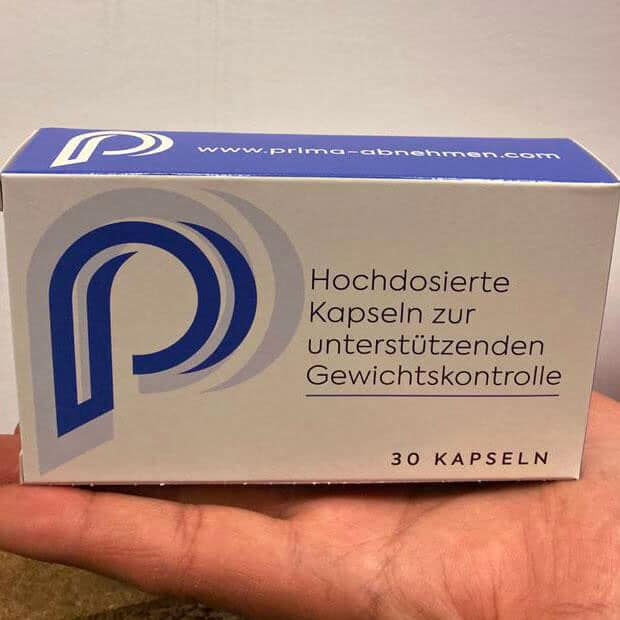 www.prima-abnehmen.com
Hochdosierte
Kapseln zur
unterstützenden
Gewichtskontrolle
30 KAPSELN